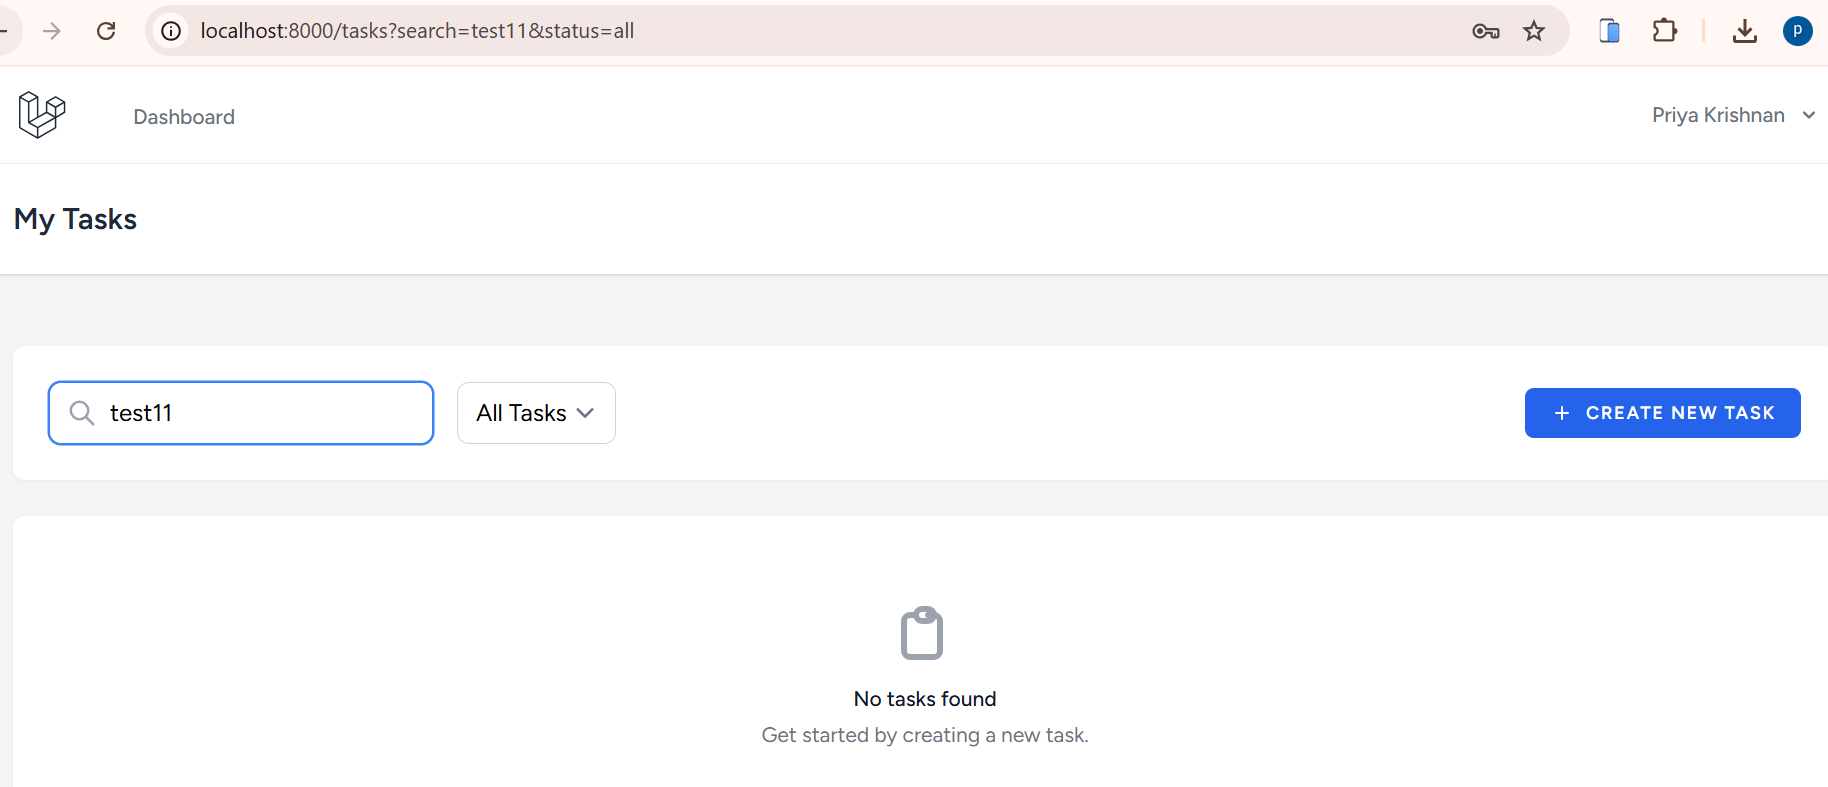 localhost:8000/tasks?search=test11&status=all
p
Dashboard
Priya Krishnan
My Tasks
test11
All Tasks
+ CREATE NEW TASK
No tasks found
Get started by creating a new task.